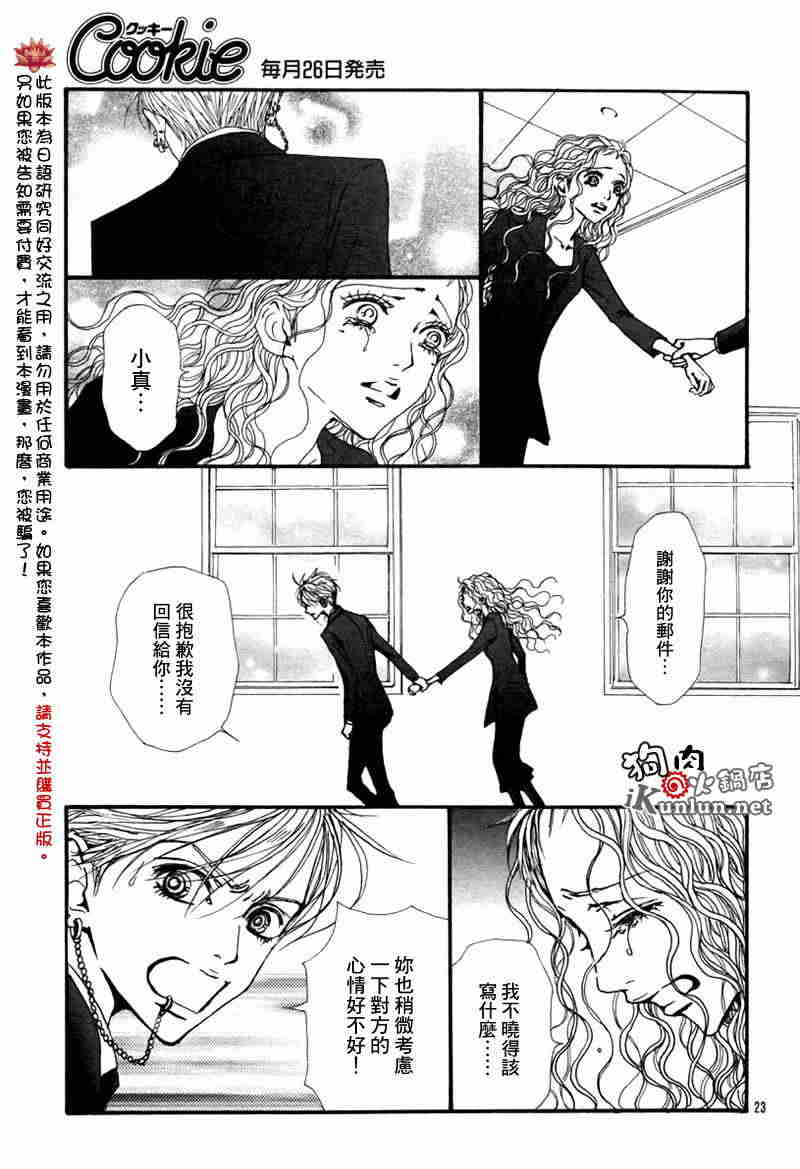 クッキー
Cookie
毎月26日発売
此版本為日語研究同好交流之用，請勿用於任何商業用途。如果您喜歡本作品，請支持並購買正版。
另如果您被告知需要付費，才能看到本漫畫，那麼，您被騙了！
小真…
謝謝你的郵件…
很抱歉我沒有
回信給你……
狗肉
火鍋店
iKunlun.net
我不曉得該
寫什麼……
妳也稍微考慮
一下對方的
心情好不好！
23